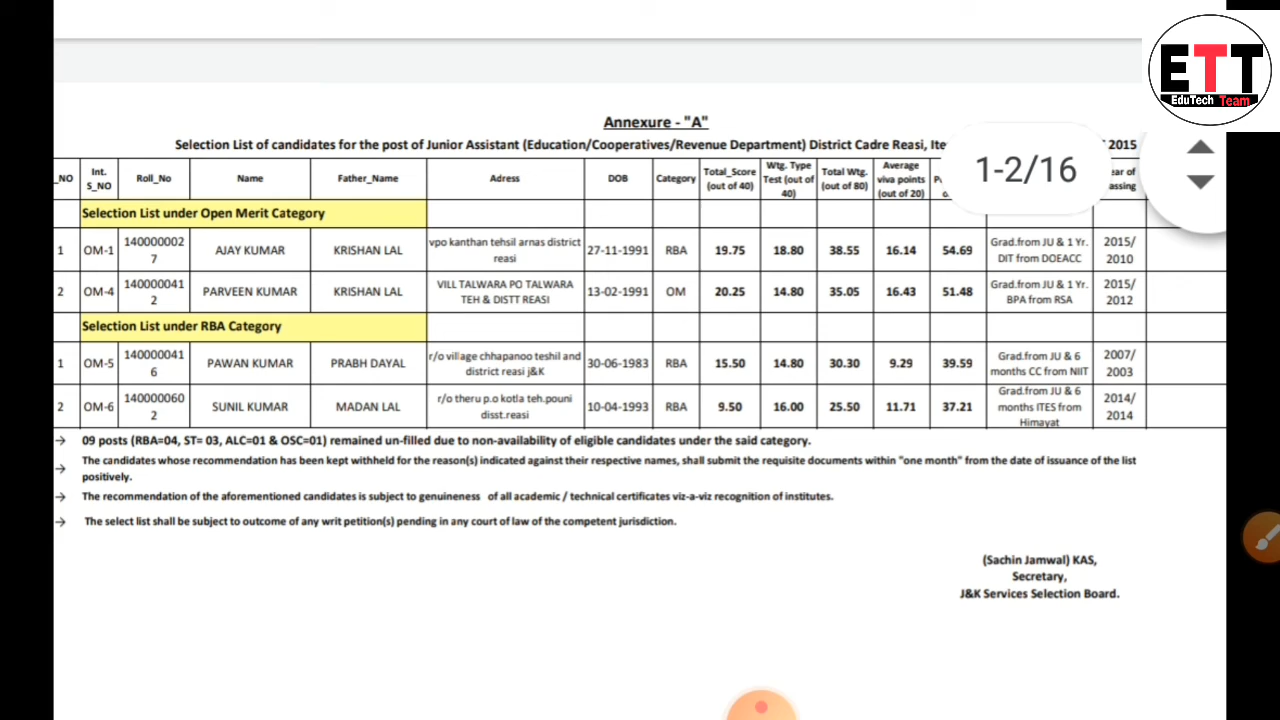 ETT
EduTech Team
Annexure - "A"
Selection List of candidates for the post of Junior Assistant (Education/Cooperatives/Revenue Department) District Cadre Reasi, 2015
1-2/16
_NO Int. S_NO Roll_No Name Father_Name Adress DOB Category Total_Score (out of 40) Wtg. Type Test (out of 40) Total Wtg. (out of 80) Average viva points (out of 20)
Selection List under Open Merit Category
1 OM-1 1400000027 AJAY KUMAR KRISHAN LAL vpo kanthan tehsil arnas district reasi 27-11-1991 RBA 19.75 18.80 38.55 16.14 54.69 Grad.from JU & 1 Yr. DIT from DOEACC 2015/ 2010
2 OM-4 1400000412 PARVEEN KUMAR KRISHAN LAL VILL TALWARA PO TALWARA TEH & DISTT REASI 13-02-1991 OM 20.25 14.80 35.05 16.43 51.48 Grad.from JU & 1 Yr. BPA from RSA 2015/ 2012
Selection List under RBA Category
1 OM-5 1400000416 PAWAN KUMAR PRABH DAYAL r/o village chhapanoo teshil and district reasi j&K 30-06-1983 RBA 15.50 14.80 30.30 9.29 39.59 Grad.from JU & 6 months CC from NIIT 2007/ 2003
2 OM-6 1400000602 SUNIL KUMAR MADAN LAL r/o theru p.o kotla teh.pouni disst.reasi 10-04-1993 RBA 9.50 16.00 25.50 11.71 37.21 Grad.from JU & 6 months ITES from Himayat 2014/ 2014
→ 09 posts (RBA=04, ST= 03, ALC=01 & OSC=01) remained un-filled due to non-availability of eligible candidates under the said category.
→ The candidates whose recommendation has been kept withheld for the reason(s) indicated against their respective names, shall submit the requisite documents within "one month" from the date of issuance of the list
positively.
→ The recommendation of the aforementioned candidates is subject to genuineness of all academic / technical certificates viz-a-viz recognition of institutes.
→ The select list shall be subject to outcome of any writ petition(s) pending in any court of law of the competent jurisdiction.
(Sachin Jamwal) KAS,
Secretary,
J&K Services Selection Board.